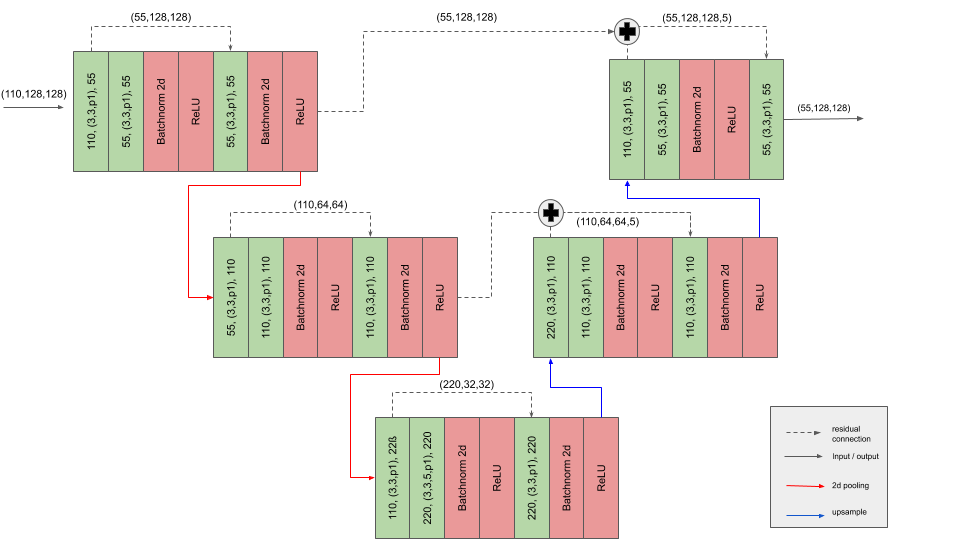 (55,128,128)
(55,128,128)
(55,128,128,5)
(110,128,128)
110, (3,3,p1), 55
55, (3,3,p1), 55
Batchnorm 2d
ReLU
55, (3,3,p1), 55
Batchnorm 2d
ReLU
110, (3,3,p1), 55
55, (3,3,p1), 55
Batchnorm 2d
ReLU
55, (3,3,p1), 55
(55,128,128)
(110,64,64)
(110,64,64,5)
55, (3,3,p1), 110
110, (3,3,p1), 110
Batchnorm 2d
ReLU
110, (3,3,p1), 110
Batchnorm 2d
ReLU
220, (3,3,p1), 110
110, (3,3,p1), 110
Batchnorm 2d
ReLU
110, (3,3,p1), 110
Batchnorm 2d
ReLU
(220,32,32)
110, (3,3,p1), 22ß
220, (3,3,5,p1), 220
Batchnorm 2d
ReLU
220, (3,3,p1), 220
Batchnorm 2d
ReLU
residual
connection
Input / output
2d pooling
upsample